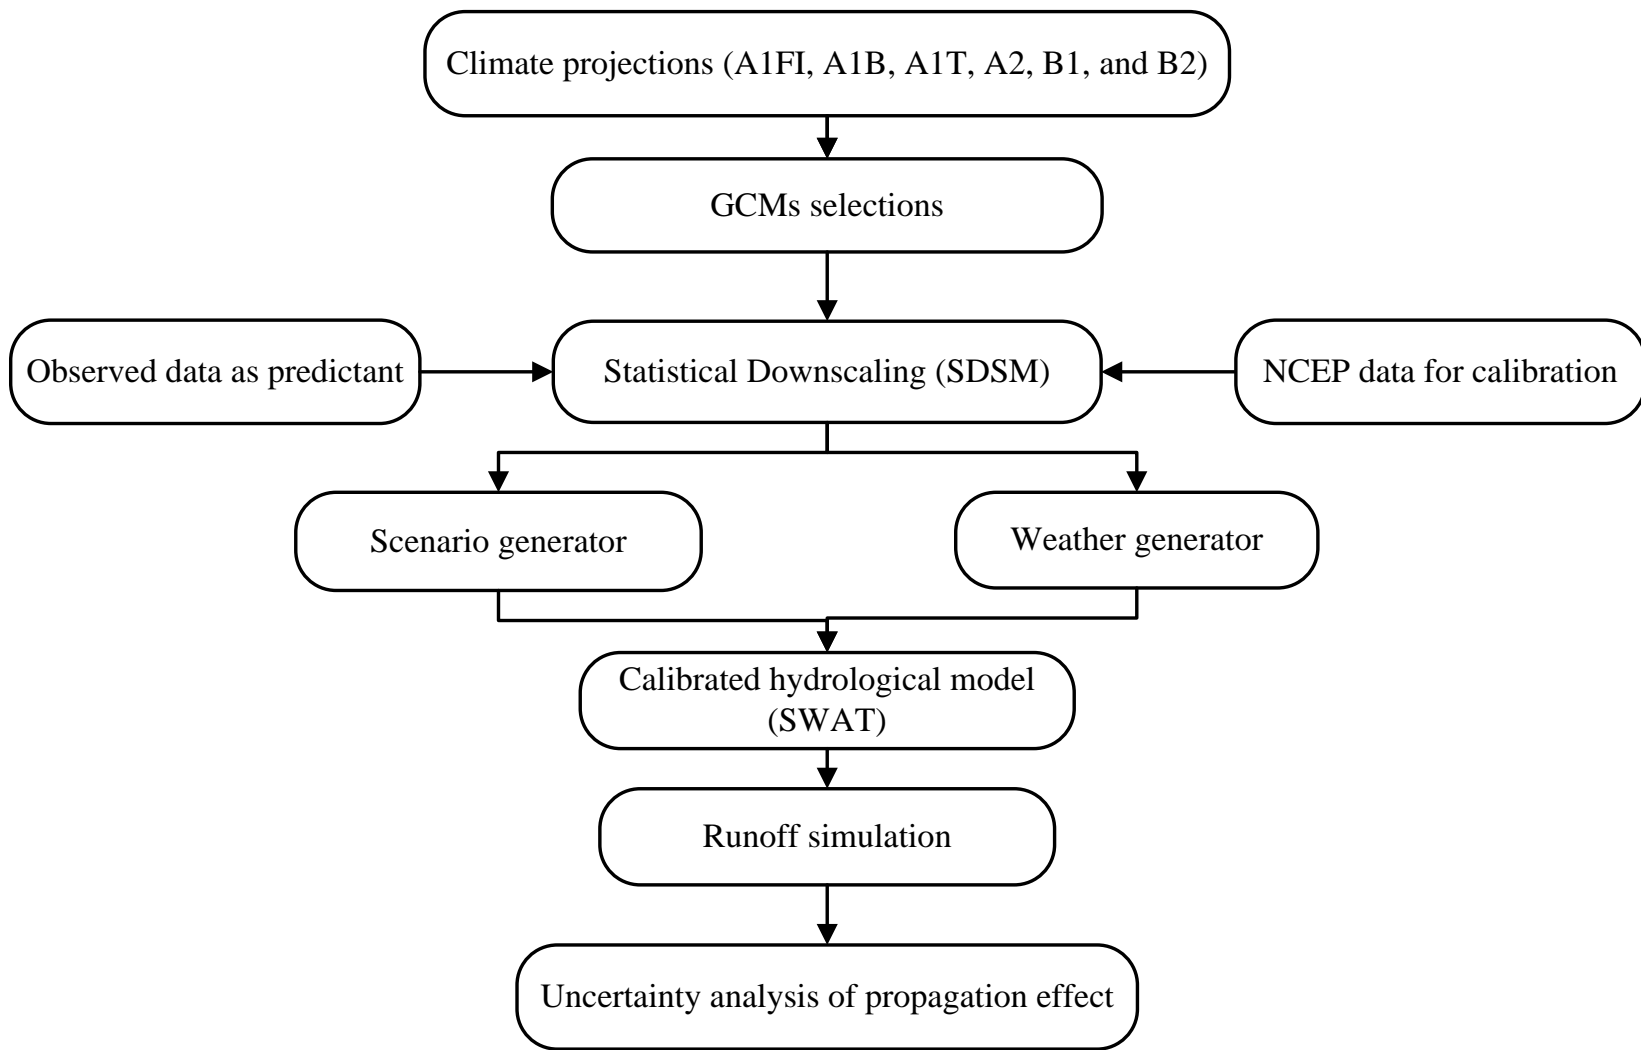 Climate projections (A1FI, A1B, A1T, A2, B1, and B2)
GCMs selections
Observed data as predictant
Statistical Downscaling (SDSM)
NCEP data for calibration
Scenario generator
Weather generator
Calibrated hydrological model
(SWAT)
Runoff simulation
Uncertainty analysis of propagation effect